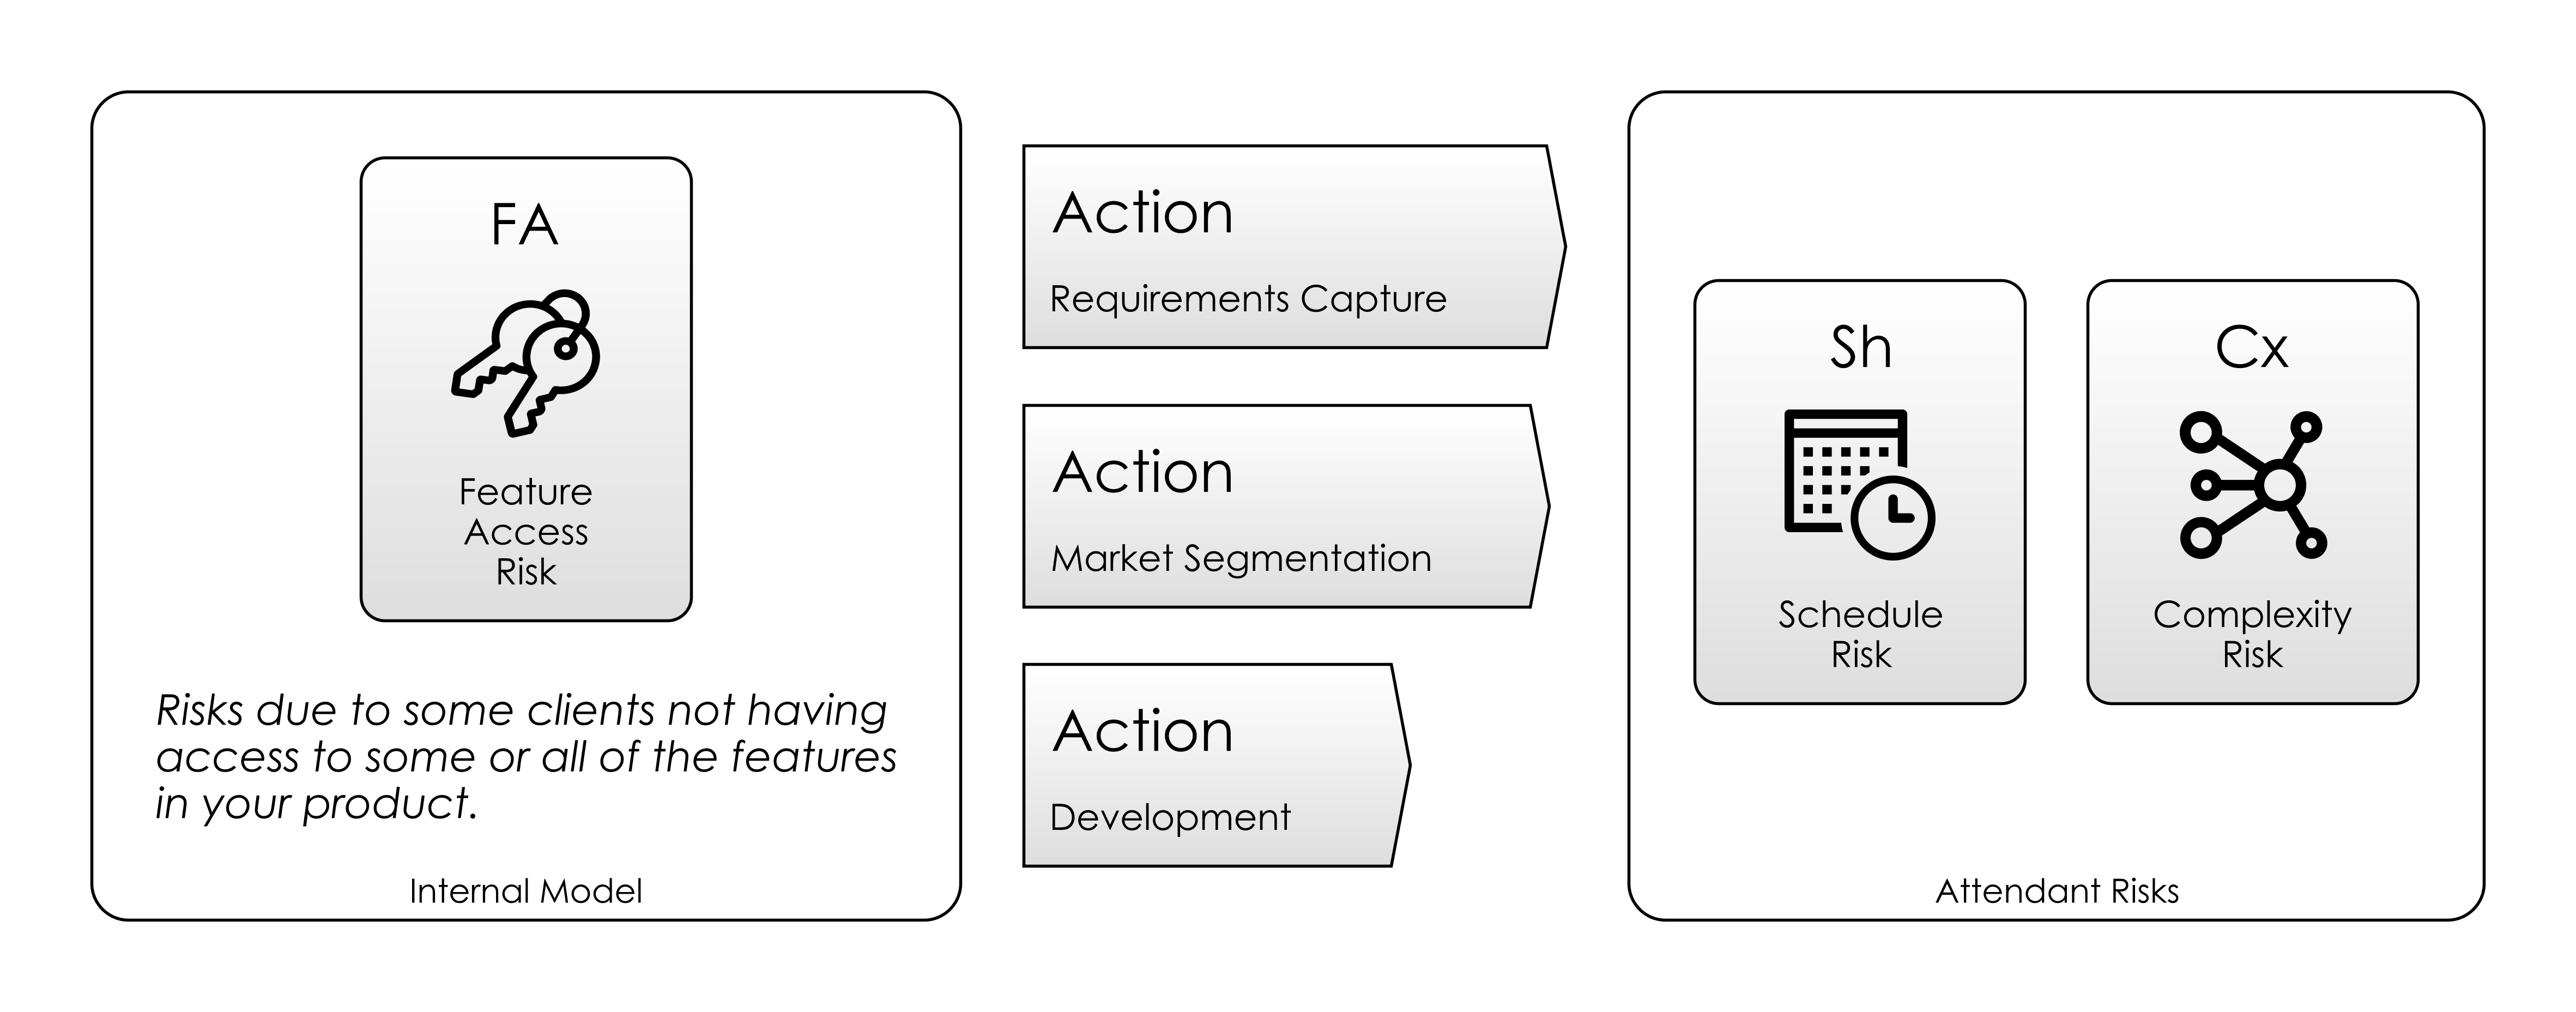 FA
Feature
Access
Risk
Risks due to some clients not having
access to some or all of the features
in your product.
Internal Model
Action
Requirements Capture
Action
Market Segmentation
Action
Development
Sh
Schedule
Risk
Cx
Complexity
Risk
Attendant Risks